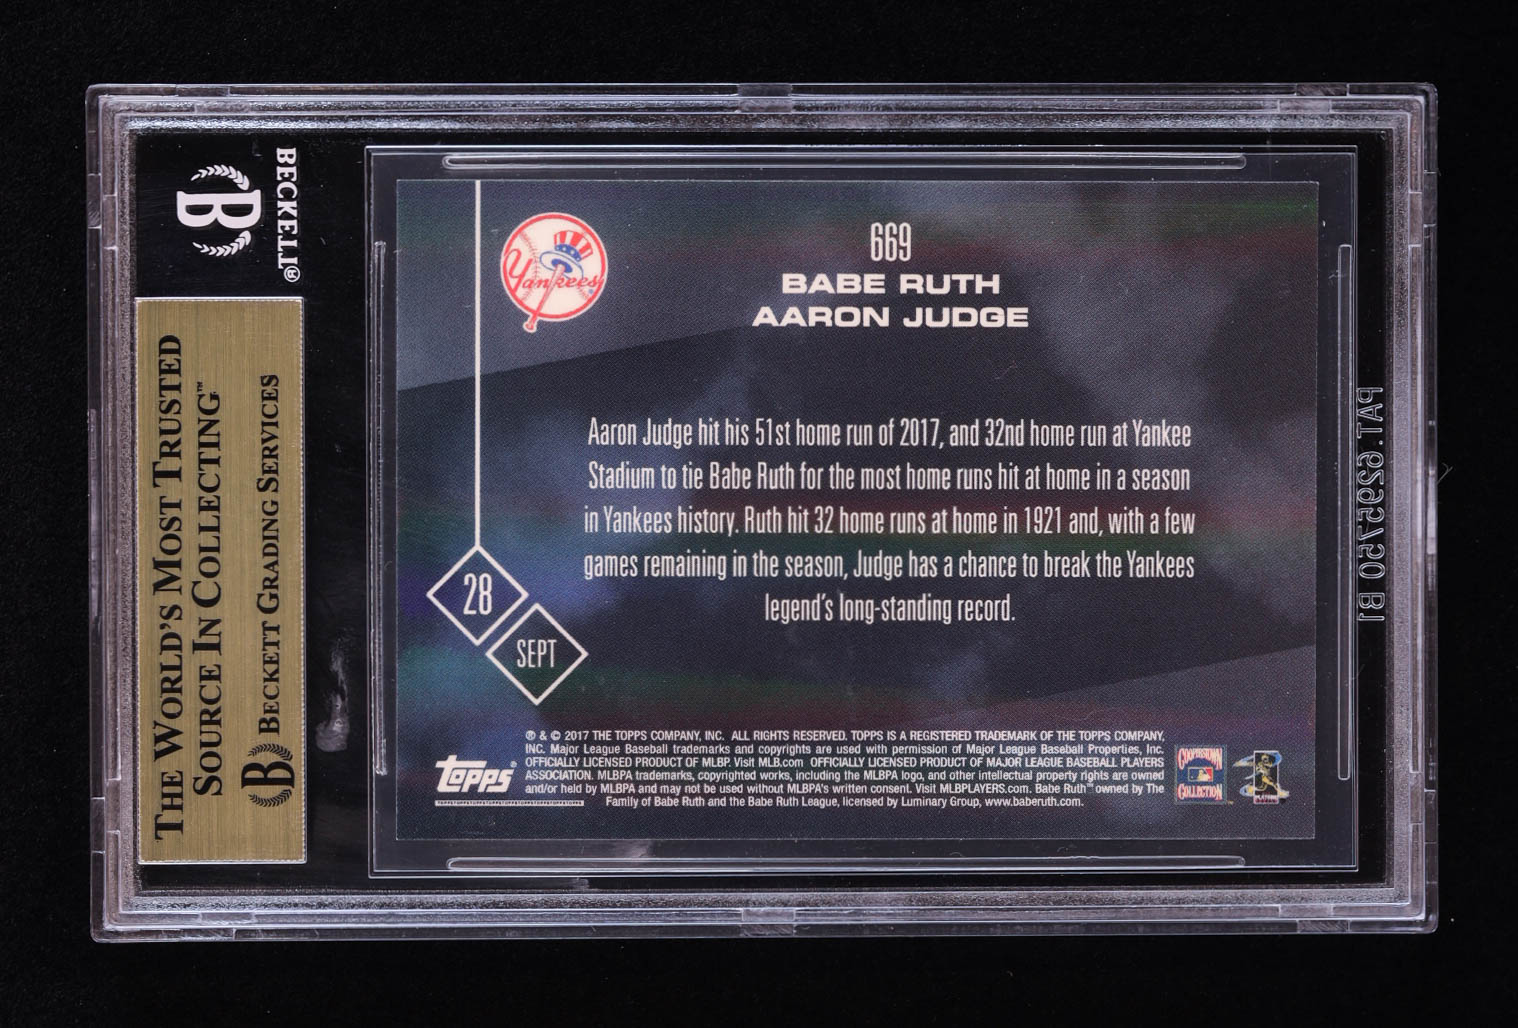 BECKETT®
B
THE WORLD'S MOST TRUSTED
SOURCE IN COLLECTING™
B BECKETT GRADING SERVICES
Yankees
669
BABE RUTH
AARON JUDGE
Aaron Judge hit his 51st home run of 2017, and 32nd home run at Yankee
Stadium to tie Babe Ruth for the most home runs hit at home in a season
in Yankees history. Ruth hit 32 home runs at home in 1921 and, with a few
games remaining in the season, Judge has a chance to break the Yankees
legend's long-standing record.
28
SEPT
topps®
® & © 2017 THE TOPPS COMPANY, INC. ALL RIGHTS RESERVED. TOPPS IS A REGISTERED TRADEMARK OF THE TOPPS COMPANY,
INC. Major League Baseball trademarks and copyrights are used with permission of Major League Baseball Properties, Inc.
OFFICIALLY LICENSED PRODUCT OF MLBP. Visit MLB.com OFFICIALLY LICENSED PRODUCT OF MAJOR LEAGUE BASEBALL PLAYERS
ASSOCIATION. MLBPA trademarks, copyrighted works, including the MLBPA logo, and other intellectual property rights are owned
and/or held by MLBPA and may not be used without MLBPA's written consent. Visit MLBPLAYERS.com. Babe Ruth™ owned by The
Family of Babe Ruth and the Babe Ruth League, licensed by Luminary Group, www.baberuth.com.
COOPERSTOWN
COLLECTION™
PLAYERS
PAT. 6295750 B1